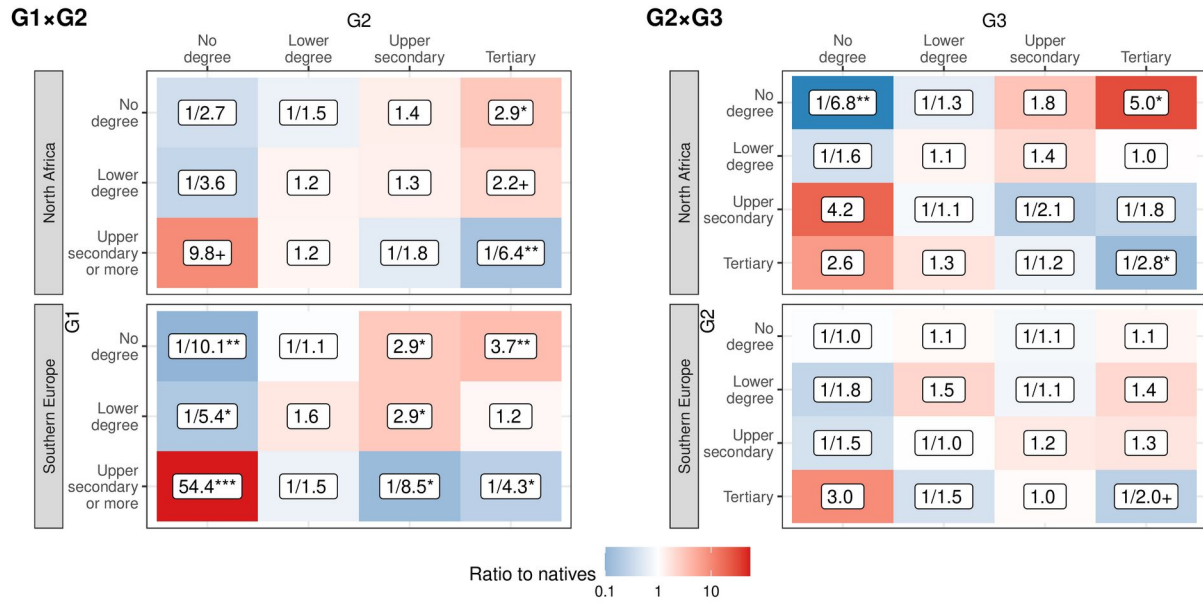 G1×G2
G2
No degree Lower degree Upper secondary Tertiary
North Africa
No degree 1/2.7 1/1.5 1.4 2.9*
Lower degree 1/3.6 1.2 1.3 2.2+
Upper secondary or more 9.8+ 1.2 1/1.8 1/6.4**
G1
Southern Europe
No degree 1/10.1** 1/1.1 2.9* 3.7**
Lower degree 1/5.4* 1.6 2.9* 1.2
Upper secondary or more 54.4*** 1/1.5 1/8.5* 1/4.3*
G2×G3
G3
No degree Lower degree Upper secondary Tertiary
North Africa
No degree 1/6.8** 1/1.3 1.8 5.0*
Lower degree 1/1.6 1.1 1.4 1.0
Upper secondary 4.2 1/1.1 1/2.1 1/1.8
Tertiary 2.6 1.3 1/1.2 1/2.8*
G2
Southern Europe
No degree 1/1.0 1.1 1/1.1 1.1
Lower degree 1/1.8 1.5 1/1.1 1.4
Upper secondary 1/1.5 1/1.0 1.2 1.3
Tertiary 3.0 1/1.5 1.0 1/2.0+
Ratio to natives
0.1 1 10